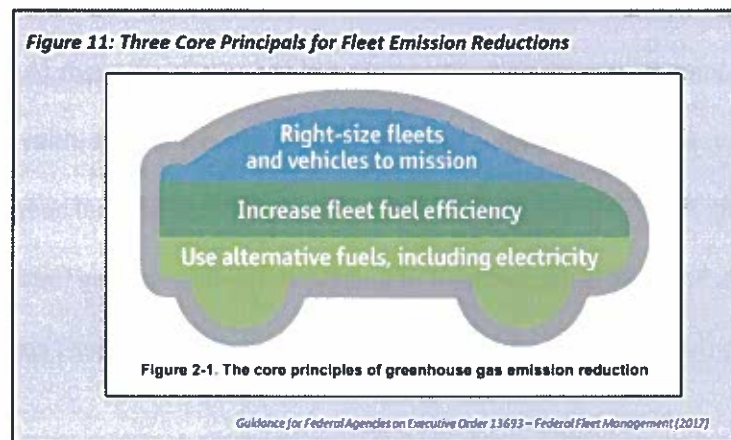 Figure 11: Three Core Principals for Fleet Emission Reductions
Right-size fleets
and vehicles to mission
Increase fleet fuel efficiency
Use alternative fuels, including electricity
Figure 2-1. The core principles of greenhouse gas emission reduction
Guidance for Federal Agencies on Executive Order 13693 – Federal Fleet Management (2017)